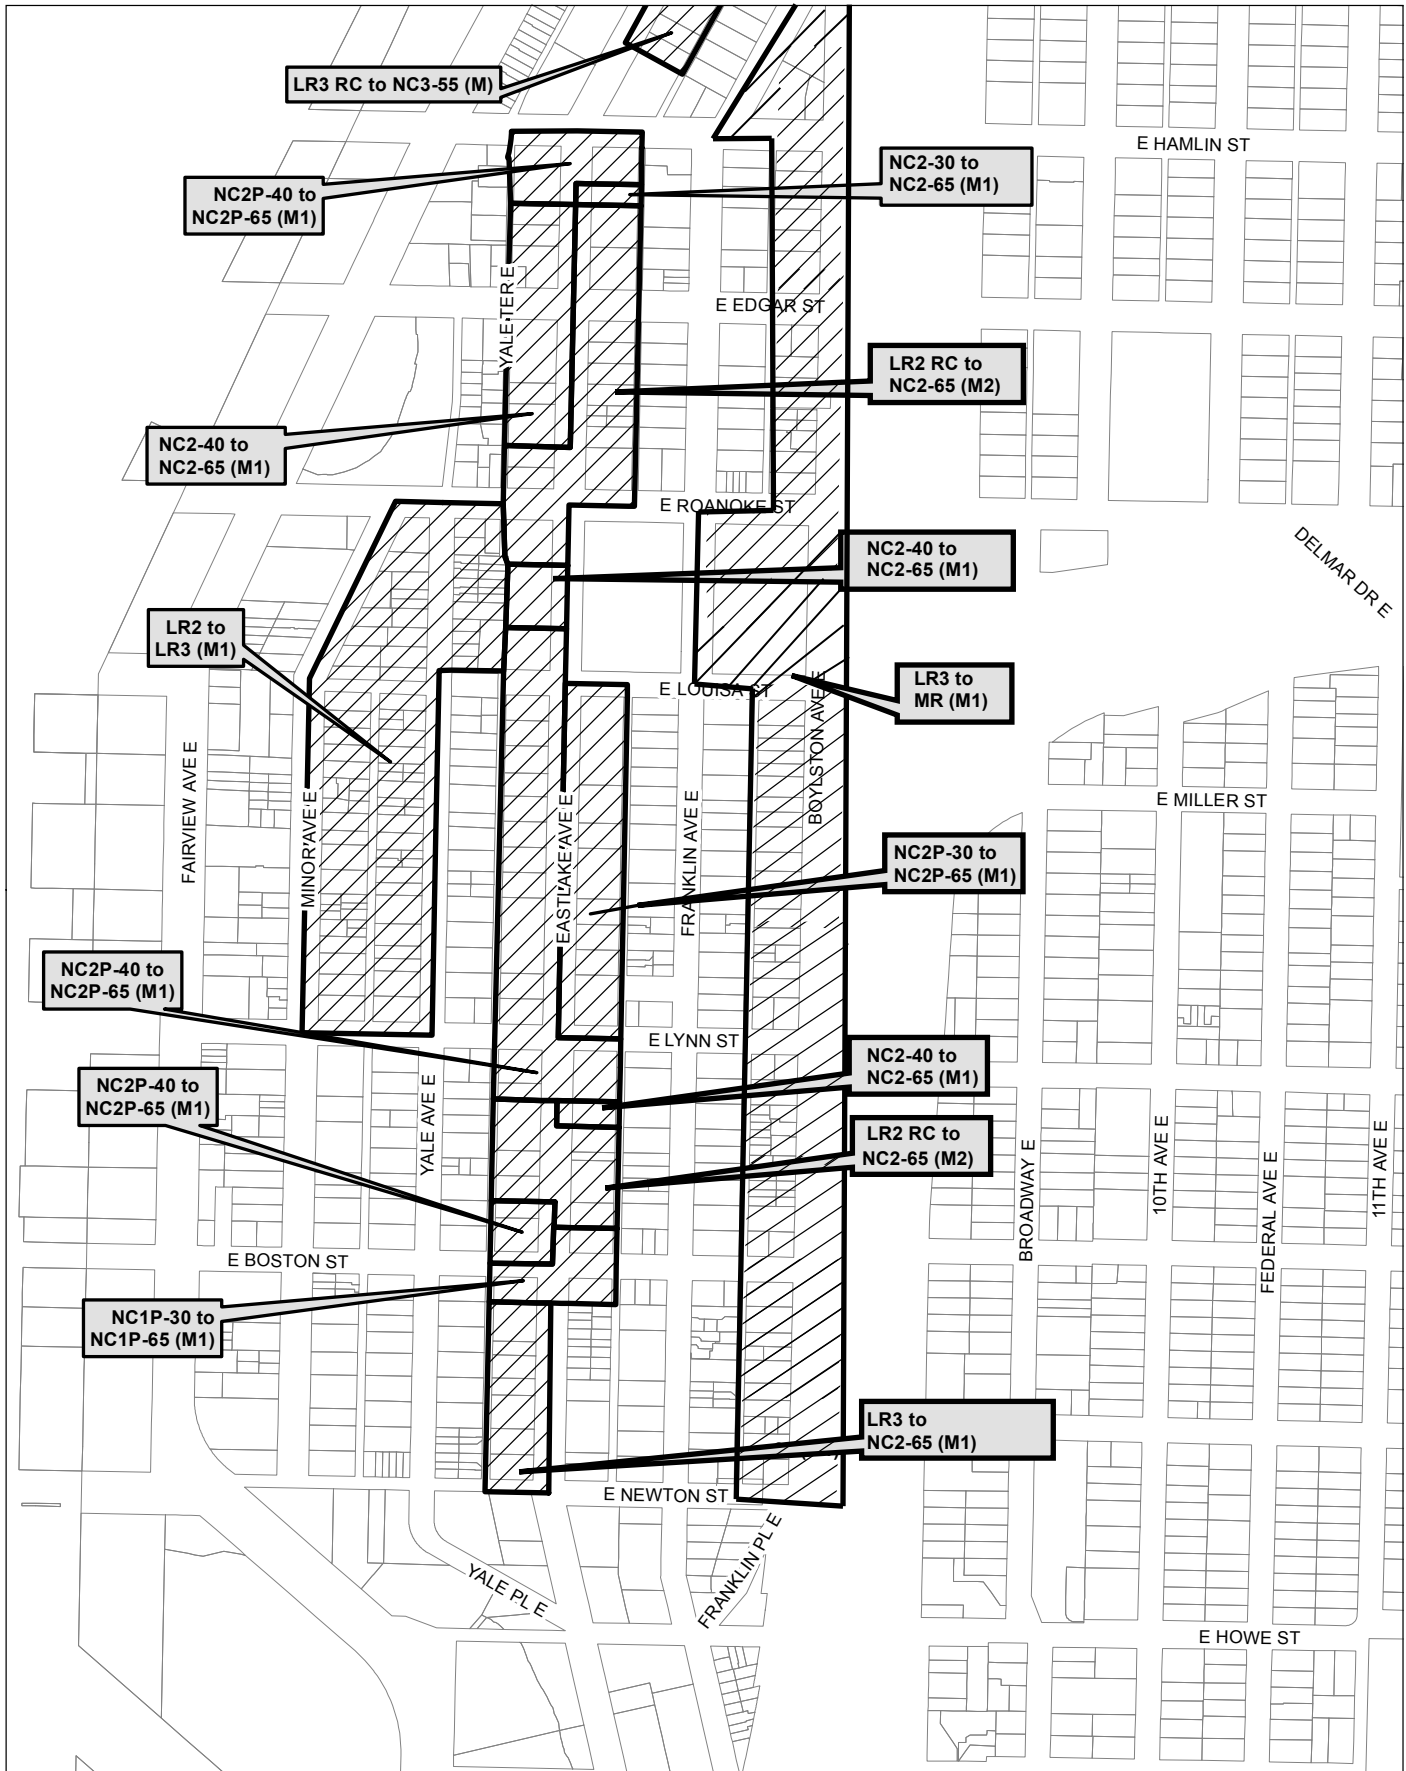 LR3 RC to NC3-55 (M)
E HAMLIN ST
NC2-30 to
NC2-65 (M1)
NC2P-40 to
NC2P-65 (M1)
YALE TER E
E EDGAR ST
LR2 RC to
NC2-65 (M2)
NC2-40 to
NC2-65 (M1)
E ROANOKE ST
NC2-40 to
NC2-65 (M1)
DELMAR DR E
LR2 to
LR3 (M1)
E LOUISA ST
LR3 to
MR (M1)
BOYLSTON AVE E
FAIRVIEW AVE E
MINOR AVE E
EASTLAKE AVE E
FRANKLIN AVE E
E MILLER ST
NC2P-30 to
NC2P-65 (M1)
NC2P-40 to
NC2P-65 (M1)
E LYNN ST
NC2-40 to
NC2-65 (M1)
NC2P-40 to
NC2P-65 (M1)
YALE AVE E
LR2 RC to
NC2-65 (M2)
BROADWAY E
10TH AVE E
FEDERAL AVE E
11TH AVE E
E BOSTON ST
NC1P-30 to
NC1P-65 (M1)
LR3 to
NC2-65 (M1)
E NEWTON ST
YALE PL E
FRANKLIN PL E
E HOWE ST